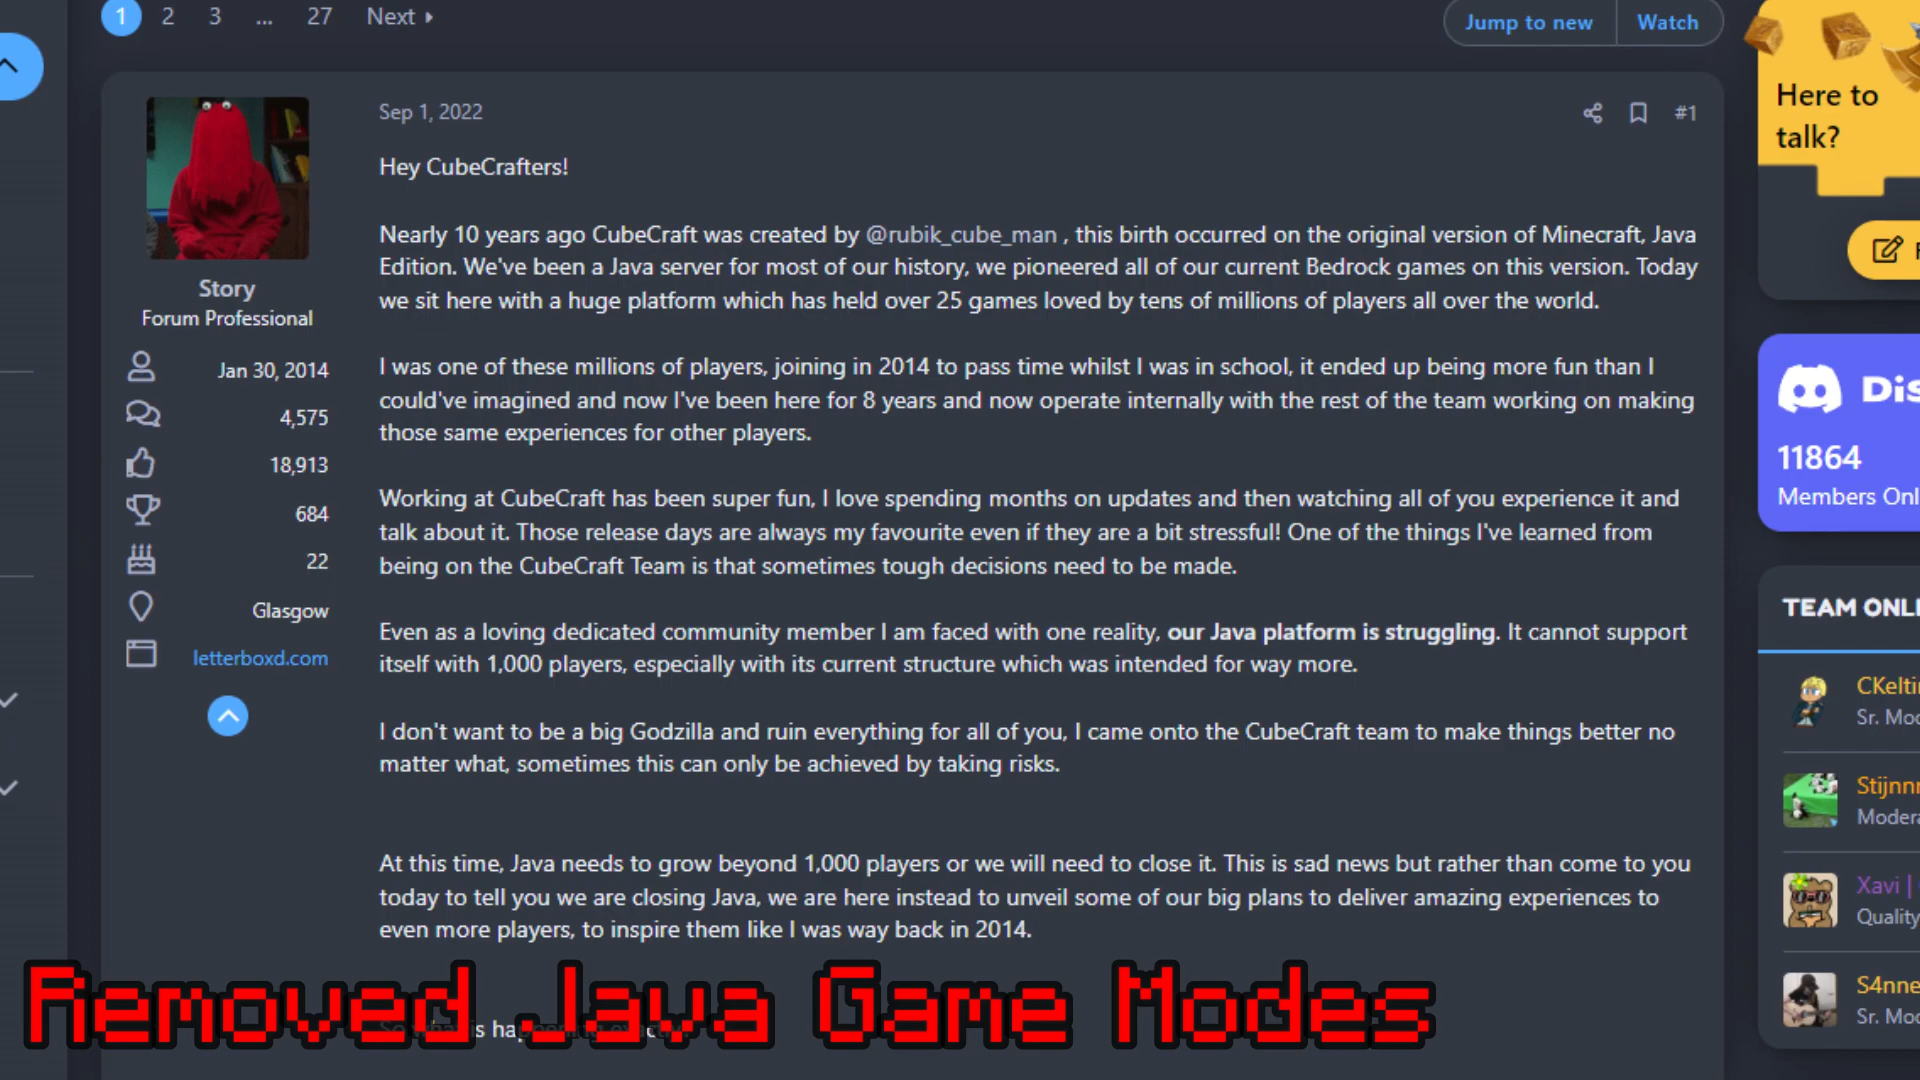 1 2 3 ... 27 Next
Jump to new Watch
Here to
talk?
Sep 1, 2022
#1
Hey CubeCrafters!
Nearly 10 years ago CubeCraft was created by @rubik_cube_man , this birth occurred on the original version of Minecraft, Java
Edition. We've been a Java server for most of our history, we pioneered all of our current Bedrock games on this version. Today
we sit here with a huge platform which has held over 25 games loved by tens of millions of players all over the world.
Story
Forum Professional
Jan 30, 2014
4,575
18,913
684
22
Glasgow
letterboxd.com
I was one of these millions of players, joining in 2014 to pass time whilst I was in school, it ended up being more fun than I
could've imagined and now I've been here for 8 years and now operate internally with the rest of the team working on making
those same experiences for other players.
Working at CubeCraft has been super fun, I love spending months on updates and then watching all of you experience it and
talk about it. Those release days are always my favourite even if they are a bit stressful! One of the things I've learned from
being on the CubeCraft Team is that sometimes tough decisions need to be made.
Even as a loving dedicated community member I am faced with one reality, our Java platform is struggling. It cannot support
itself with 1,000 players, especially with its current structure which was intended for way more.
I don't want to be a big Godzilla and ruin everything for all of you, I came onto the CubeCraft team to make things better no
matter what, sometimes this can only be achieved by taking risks.
At this time, Java needs to grow beyond 1,000 players or we will need to close it. This is sad news but rather than come to you
today to tell you we are closing Java, we are here instead to unveil some of our big plans to deliver amazing experiences to
even more players, to inspire them like I was way back in 2014.
Removed Java Game Modes
Dis
11864
Members Onl
TEAM ONLI
CKelti
Sr. Mod
Stijnn
Modera
Xavi |
Quality
S4nne
Sr. Mod